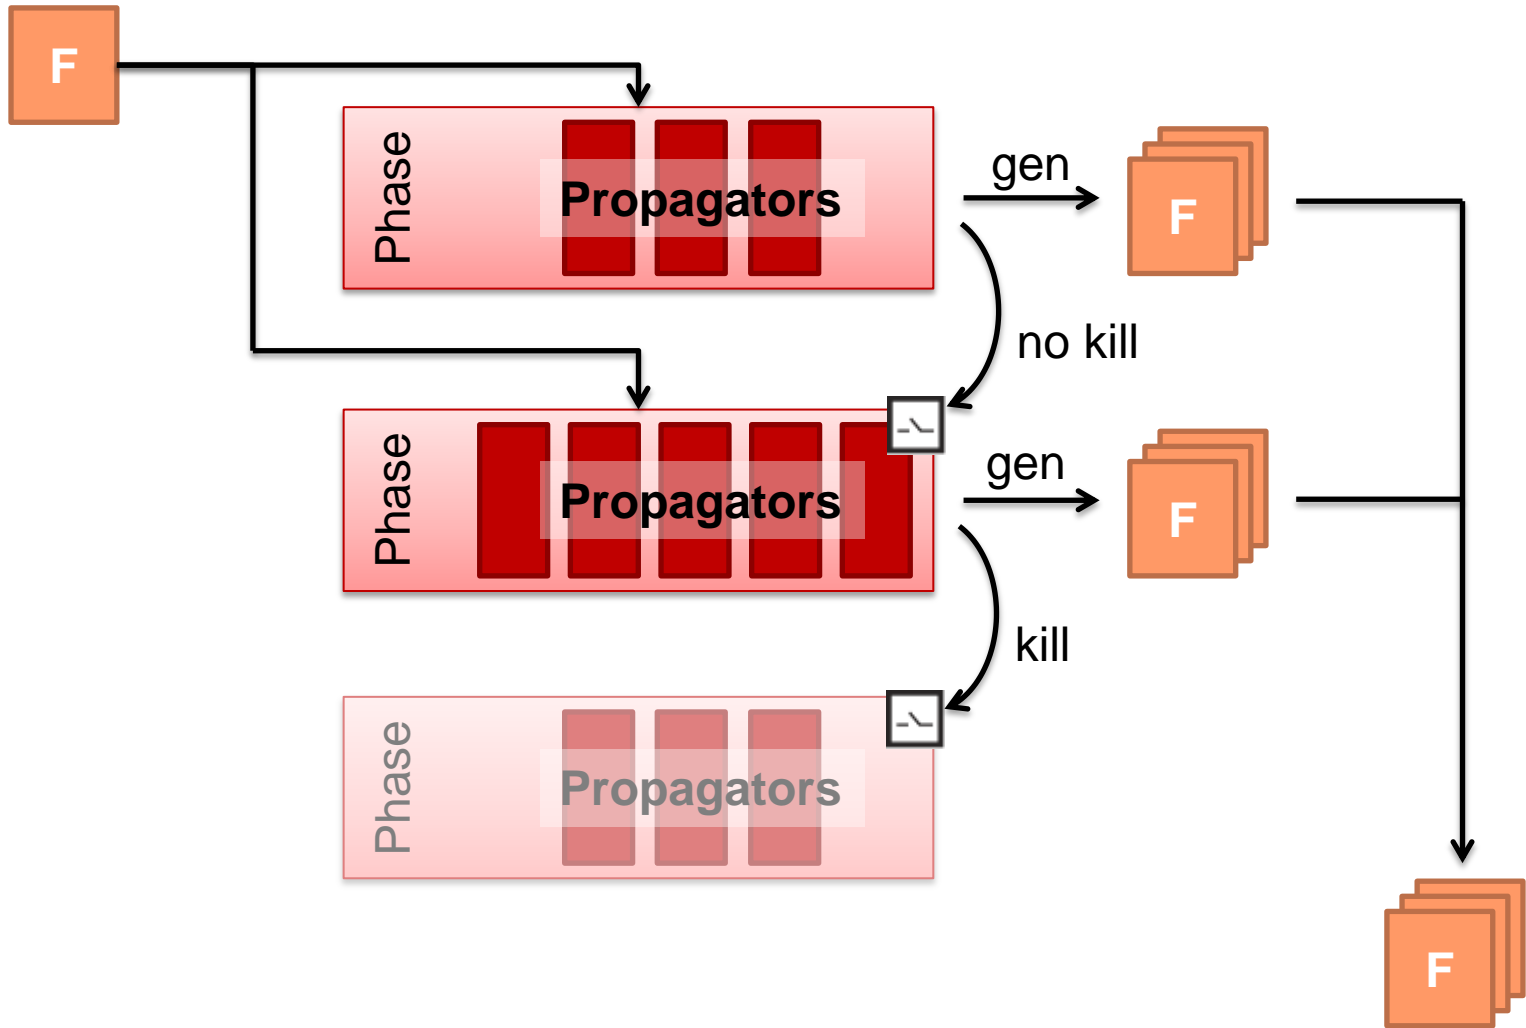 F
Phase
Propagators
gen
F
no kill
Phase
Propagators
gen
F
kill
Phase
Propagators
F